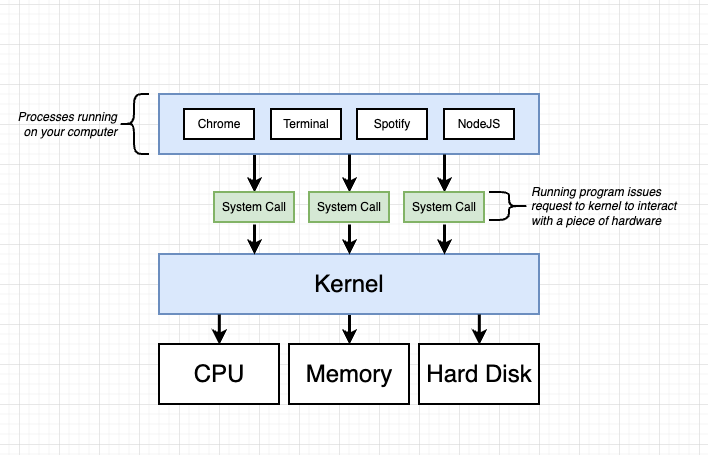 Processes running
on your computer
Chrome
Terminal
Spotify
NodeJS
System Call
System Call
System Call
Running program issues
request to kernel to interact
with a piece of hardware
Kernel
CPU
Memory
Hard Disk